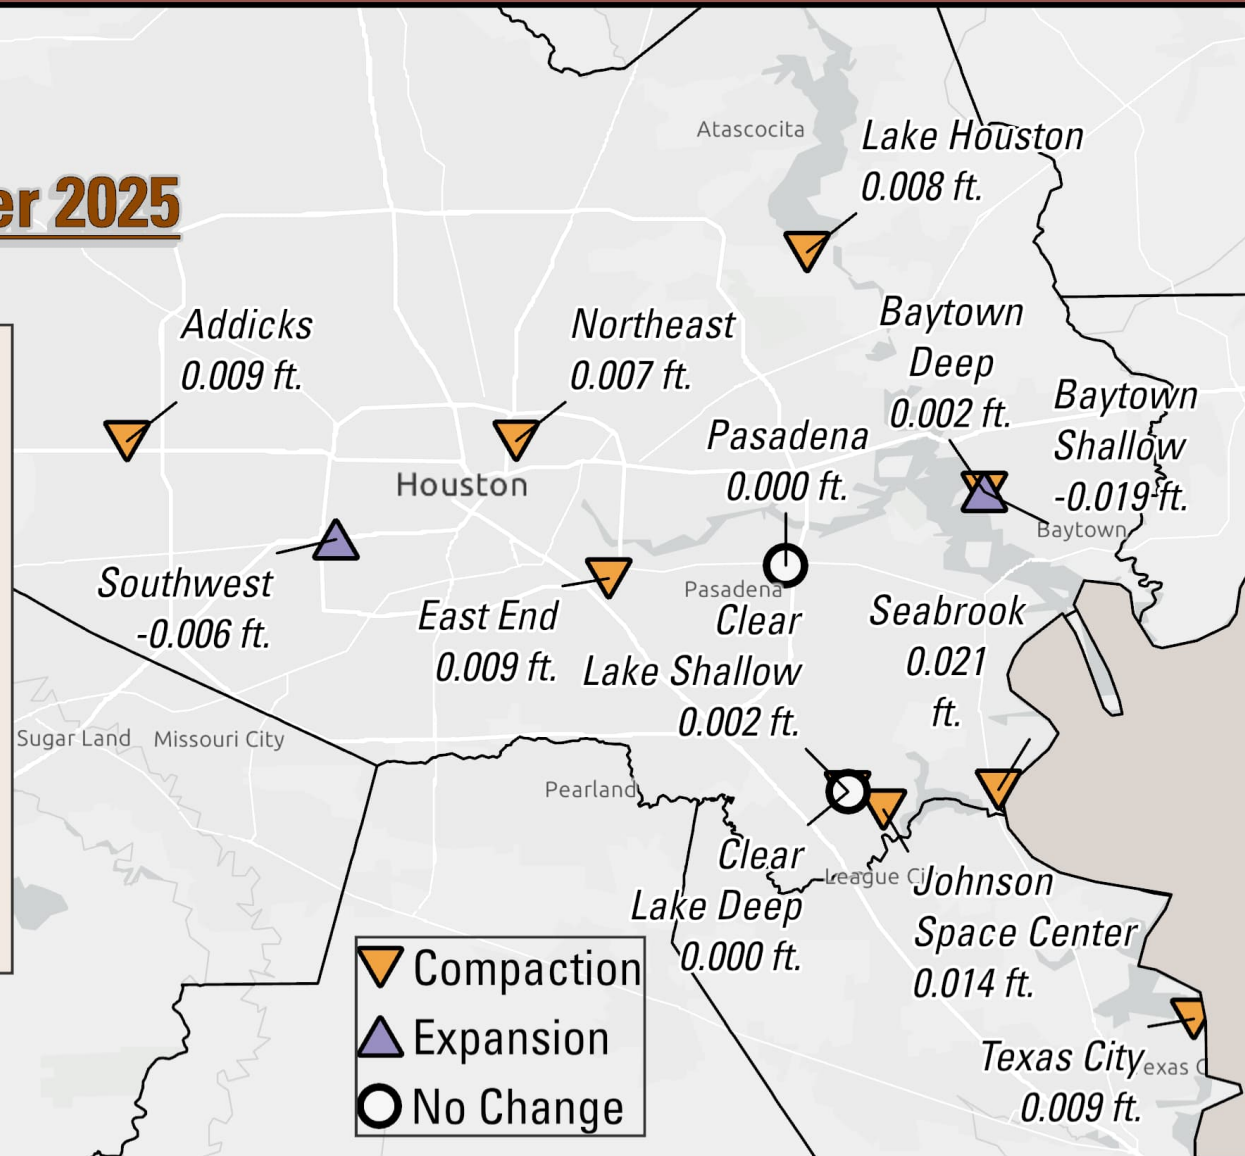 Atascocita
Lake Houston
0.008 ft.
er 2025
Addicks
0.009 ft.
Northeast
0.007 ft.
Baytown
Deep
0.002 ft.
Baytown
Shallow
-0.019 ft.
Baytown
Pasadena
0.000 ft.
Houston
Southwest
-0.006 ft.
East End
0.009 ft.
Pasadena
Clear
Lake Shallow
0.002 ft.
Seabrook
0.021
ft.
Sugar Land
Missouri City
Pearland
Clear
Lake Deep
0.000 ft.
League Ci
Johnson
Space Center
0.014 ft.
Texas City
0.009 ft.
exas C
Compaction
Expansion
No Change